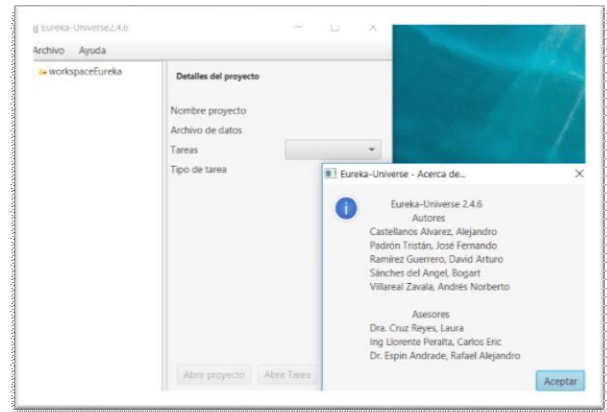 Eureka-Universe2.4.6
Archivo Ayuda
workspaceEureka
Detalles del proyecto
Nombre proyecto
Archivo de datos
Tareas
Tipo de tarea
Abrir proyecto Abrir Tarea
Eureka-Universe - Acerca de...
Eureka-Universe 2.4.6
Autores
Castellanos Alvarez, Alejandro
Padrón Tristán, José Fernando
Ramírez Guerrero, David Arturo
Sánches del Angel, Bogart
Villareal Zavala, Andrés Norberto
Asesores
Dra. Cruz Reyes, Laura
Ing Llorente Peralta, Carlos Eric
Dr. Espin Andrade, Rafael Alejandro
Aceptar